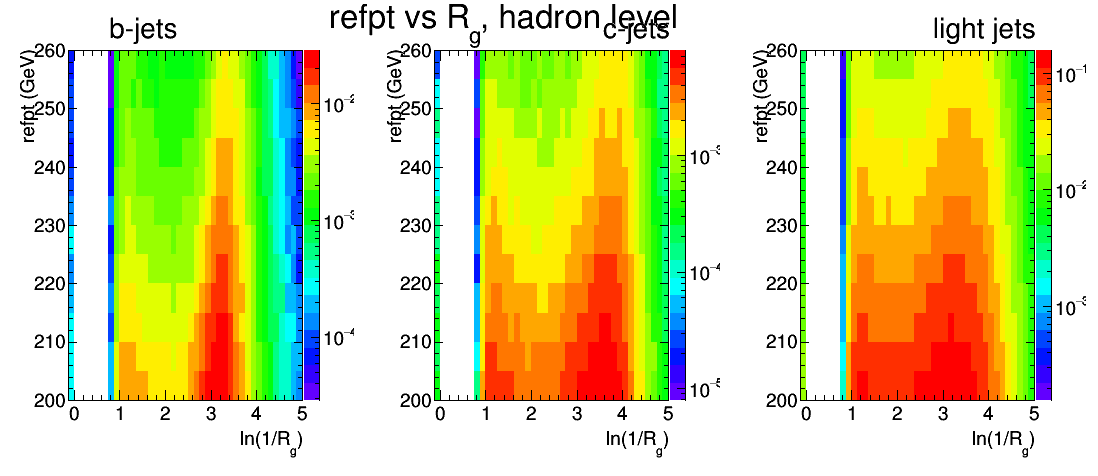 refpt vs R_g, hadron level
b-jets
c-jets
light jets
refpt (GeV)
260
250
240
230
220
210
200
0 1 2 3 4 5
ln(1/R_g)
10^-2
10^-3
10^-4
refpt (GeV)
260
250
240
230
220
210
200
0 1 2 3 4 5
ln(1/R_g)
10^-3
10^-4
10^-5
refpt (GeV)
260
250
240
230
220
210
200
0 1 2 3 4 5
ln(1/R_g)
10^-1
10^-2
10^-3